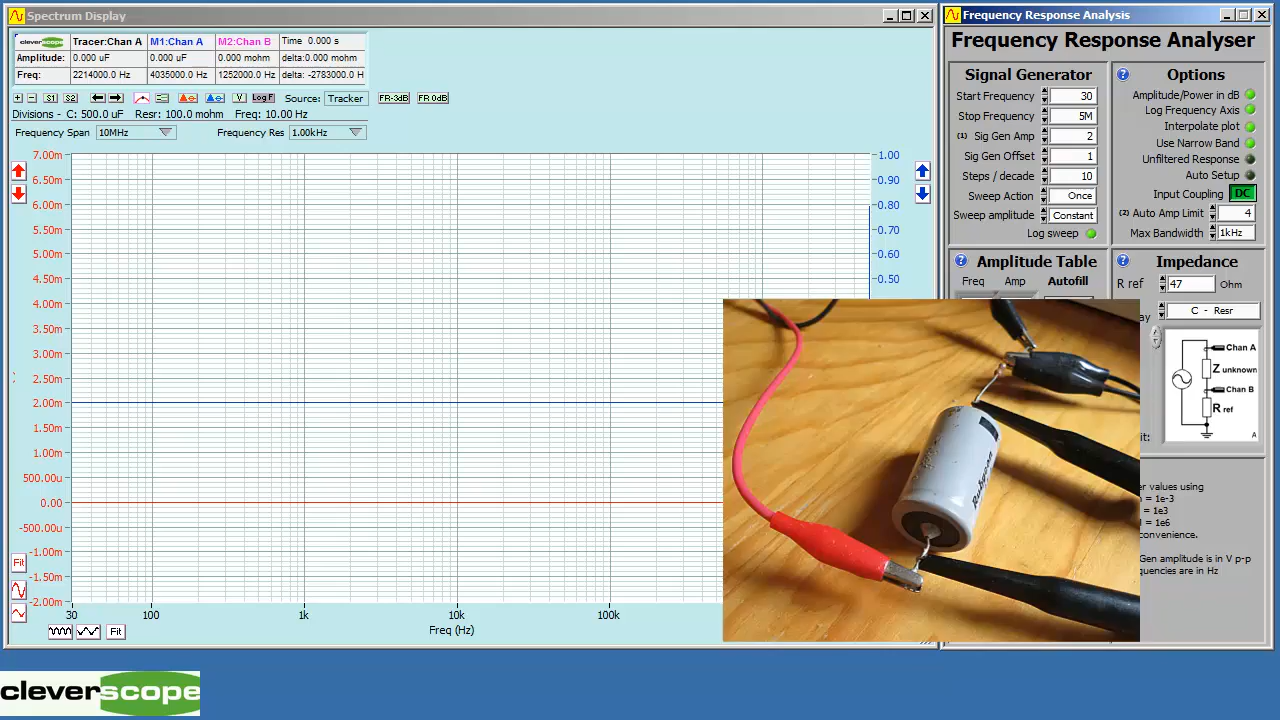 Spectrum Display
cleverscope Tracer:Chan A M1:Chan A M2:Chan B Time 0.000 s
Amplitude: 0.000 uF 0.000 uF 0.000 mohm delta:0.000 mohm
Freq: 2214000.0 Hz 4035000.0 Hz 1252000.0 Hz delta: -2783000.0 H
S1 S2 V Log F Source: Tracker FR-3dB FR 0dB
Divisions - C: 500.0 uF Resr: 100.0 mohm Freq: 10.00 Hz
Frequency Span 10MHz Frequency Res 1.00kHz
7.00m 1.00
6.50m 0.90
6.00m 0.80
5.50m 0.70
5.00m 0.60
4.50m 0.50
4.00m
3.50m
3.00m
2.50m
2.00m
1.50m
1.00m
500.00u
0.00
-500.00u
-1.00m
Fit
-1.50m
-2.00m
30 100 1k 10k 100k
Fit Freq (Hz)
Frequency Response Analysis
Frequency Response Analyser
Signal Generator
Start Frequency 30
Stop Frequency 5M
(1) Sig Gen Amp 2
Sig Gen Offset 1
Steps / decade 10
Sweep Action Once
Sweep amplitude Constant
Log sweep
? Options
Amplitude/Power in dB
Log Frequency Axis
Interpolate plot
Use Narrow Band
Unfiltered Response
Auto Setup
Input Coupling DC
(2) Auto Amp Limit 4
Max Bandwidth 1kHz
? Amplitude Table
Freq Amp Autofill
? Impedance
R ref 47 Ohm
ay C - Resr
Chan A
Z unknown
Chan B
R ref
A
it:
er values using
n = 1e-3
= 1e3
d = 1e6
convenience.
Gen amplitude is in V p-p
quencies are in Hz
Rubycon
cleverscope